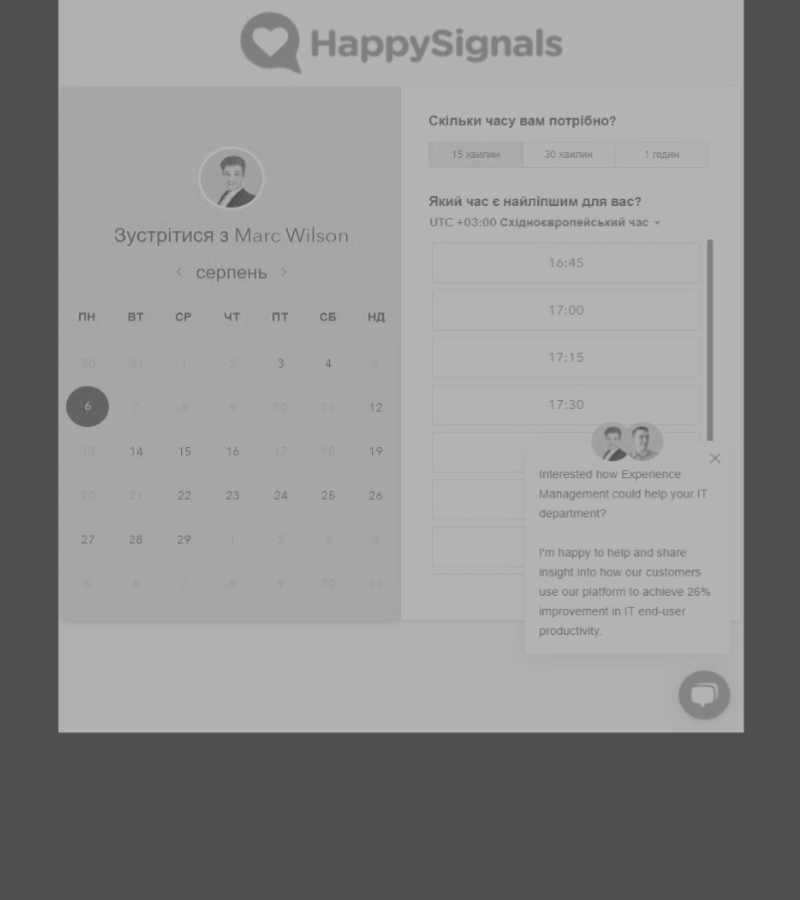 HappySignals
Зустрітися з Marc Wilson
‹ серпень ›
ПН ВТ СР ЧТ ПТ СБ НД
30 31 1 2 3 4 5
6 7 8 9 10 11 12
13 14 15 16 17 18 19
20 21 22 23 24 25 26
27 28 29 1 2 3 4
5 6 7 8 9 10 11
Скільки часу вам потрібно?
15 хвилин 30 хвилин 1 годин
Який час є найліпшим для вас?
UTC +03:00 Східноєвропейський час
16:45
17:00
17:15
17:30
Interested how Experience
Management could help your IT
department?
I'm happy to help and share
insight into how our customers
use our platform to achieve 26%
improvement in IT end-user
productivity.